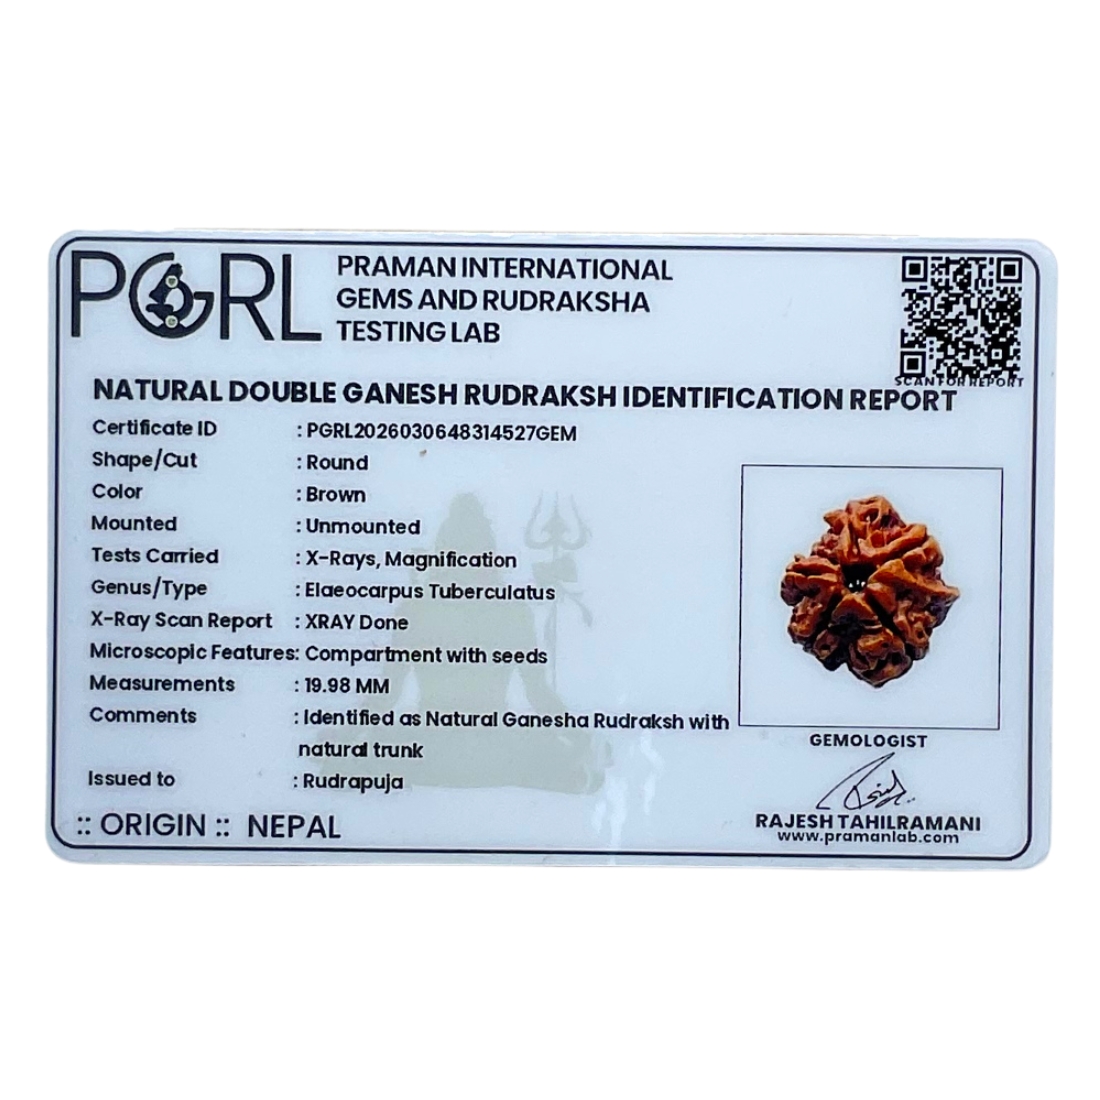 PGRL
PRAMAN INTERNATIONAL
GEMS AND RUDRAKSHA
TESTING LAB
SCAN FOR REPORT
NATURAL DOUBLE GANESH RUDRAKSH IDENTIFICATION REPORT
Certificate ID : PGRL2026030648314527GEM
Shape/Cut : Round
Color : Brown
Mounted : Unmounted
Tests Carried : X-Rays, Magnification
Genus/Type : Elaeocarpus Tuberculatus
X-Ray Scan Report : XRAY Done
Microscopic Features: Compartment with seeds
Measurements : 19.98 MM
Comments : Identified as Natural Ganesha Rudraksh with
natural trunk
Issued to : Rudrapuja
:: ORIGIN :: NEPAL
GEMOLOGIST
RAJESH TAHILRAMANI
www.pramanlab.com